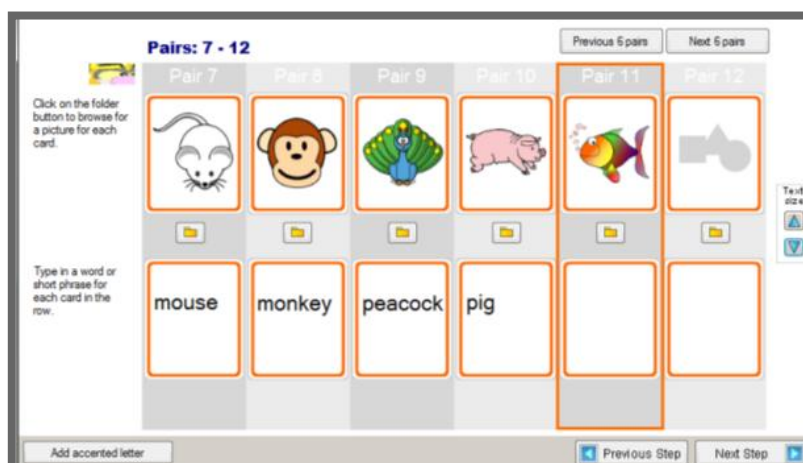 Pairs: 7 - 12
Previous 6 pairs
Next 6 pairs
Pair 7
Pair 8
Pair 9
Pair 10
Pair 11
Pair 12
Click on the folder
button to browse for
a picture for each
card.
Text
size
Type in a word or
short phrase for
each card in the
row.
mouse
monkey
peacock
pig
Add accented letter
Previous Step
Next Step